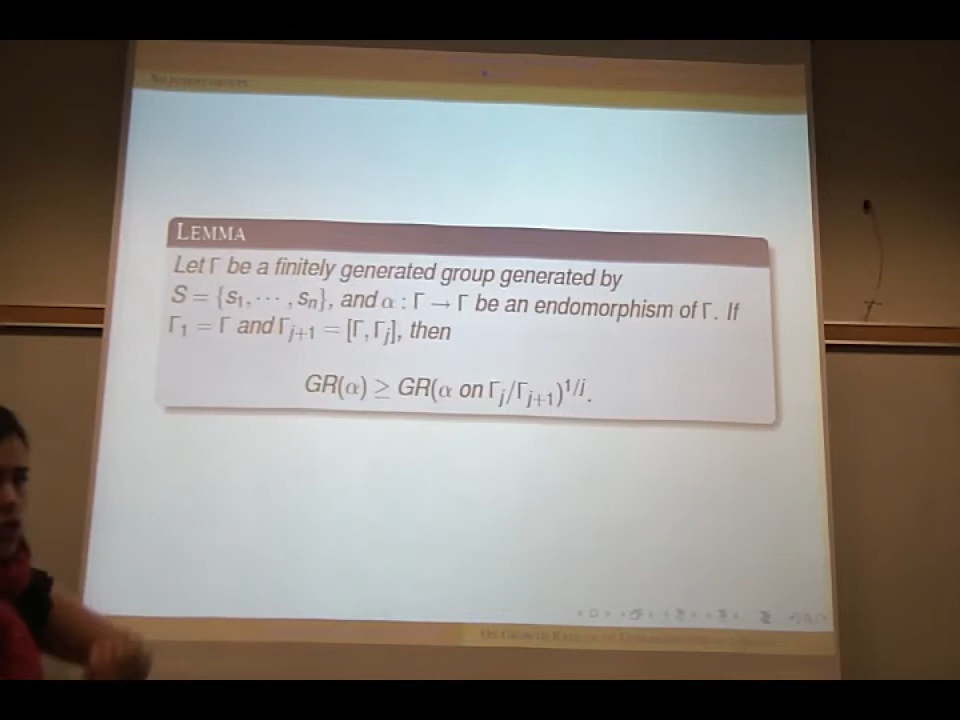 LEMMA
Let Γ be a finitely generated group generated by
S = {s₁, ⋯ , sₙ}, and α : Γ → Γ be an endomorphism of Γ. If
Γ₁ = Γ and Γⱼ₊₁ = [Γ, Γⱼ], then
GR(α) ≥ GR(α on Γⱼ/Γⱼ₊₁)^{1/j}.